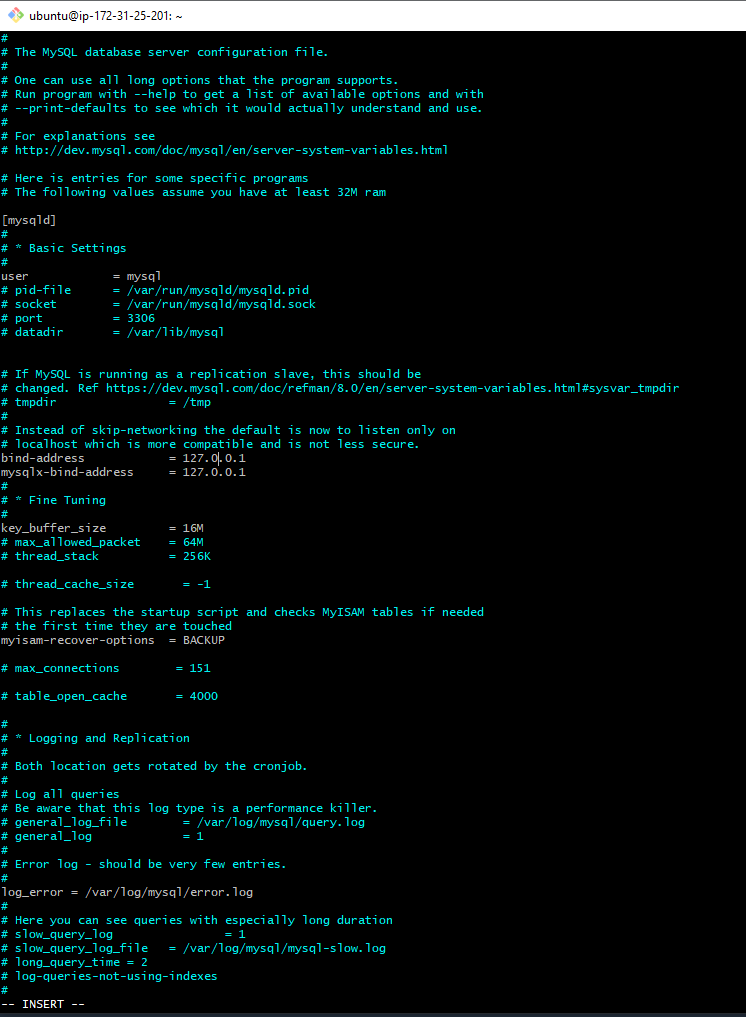 ubuntu@ip-172-31-25-201: ~
#
# The MySQL database server configuration file.
#
# One can use all long options that the program supports.
# Run program with --help to get a list of available options and with
# --print-defaults to see which it would actually understand and use.
#
# For explanations see
# http://dev.mysql.com/doc/mysql/en/server-system-variables.html

# Here is entries for some specific programs
# The following values assume you have at least 32M ram

[mysqld]
#
# * Basic Settings
#
user            = mysql
# pid-file      = /var/run/mysqld/mysqld.pid
# socket        = /var/run/mysqld/mysqld.sock
# port          = 3306
# datadir       = /var/lib/mysql


# If MySQL is running as a replication slave, this should be
# changed. Ref https://dev.mysql.com/doc/refman/8.0/en/server-system-variables.html#sysvar_tmpdir
# tmpdir                = /tmp
#
# Instead of skip-networking the default is now to listen only on
# localhost which is more compatible and is not less secure.
bind-address            = 127.0.0.1
mysqlx-bind-address     = 127.0.0.1
#
# * Fine Tuning
#
key_buffer_size         = 16M
# max_allowed_packet    = 64M
# thread_stack          = 256K

# thread_cache_size       = -1

# This replaces the startup script and checks MyISAM tables if needed
# the first time they are touched
myisam-recover-options  = BACKUP

# max_connections        = 151

# table_open_cache       = 4000

#
# * Logging and Replication
#
# Both location gets rotated by the cronjob.
#
# Log all queries
# Be aware that this log type is a performance killer.
# general_log_file        = /var/log/mysql/query.log
# general_log             = 1
#
# Error log - should be very few entries.
#
log_error = /var/log/mysql/error.log
#
# Here you can see queries with especially long duration
# slow_query_log                = 1
# slow_query_log_file   = /var/log/mysql/mysql-slow.log
# long_query_time = 2
# log-queries-not-using-indexes
#
-- INSERT --